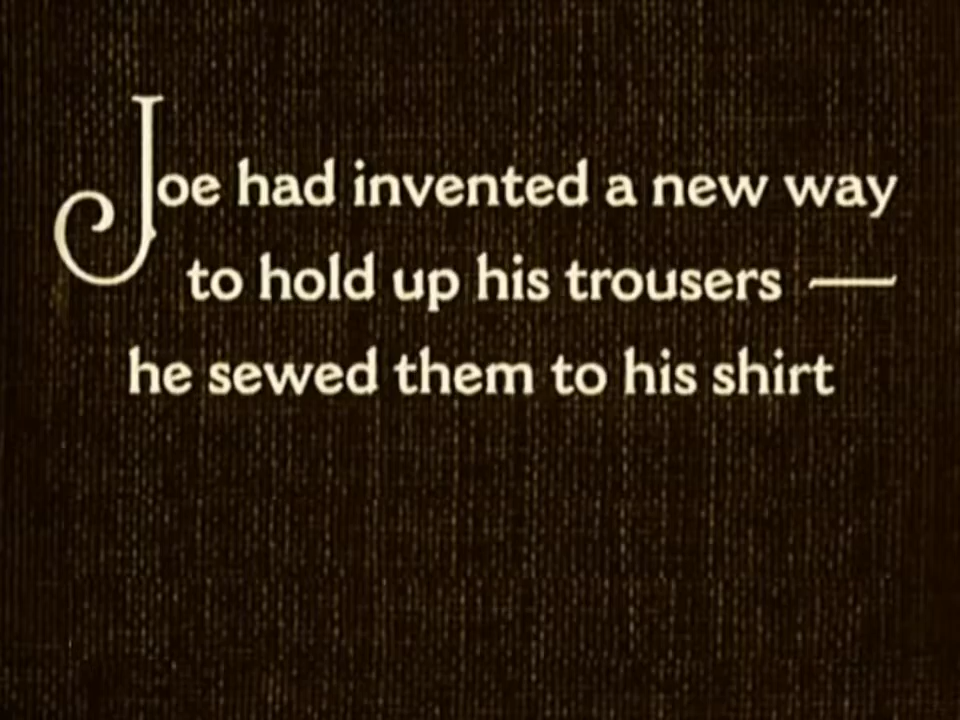 Joe had invented a new way
to hold up his trousers —
he sewed them to his shirt